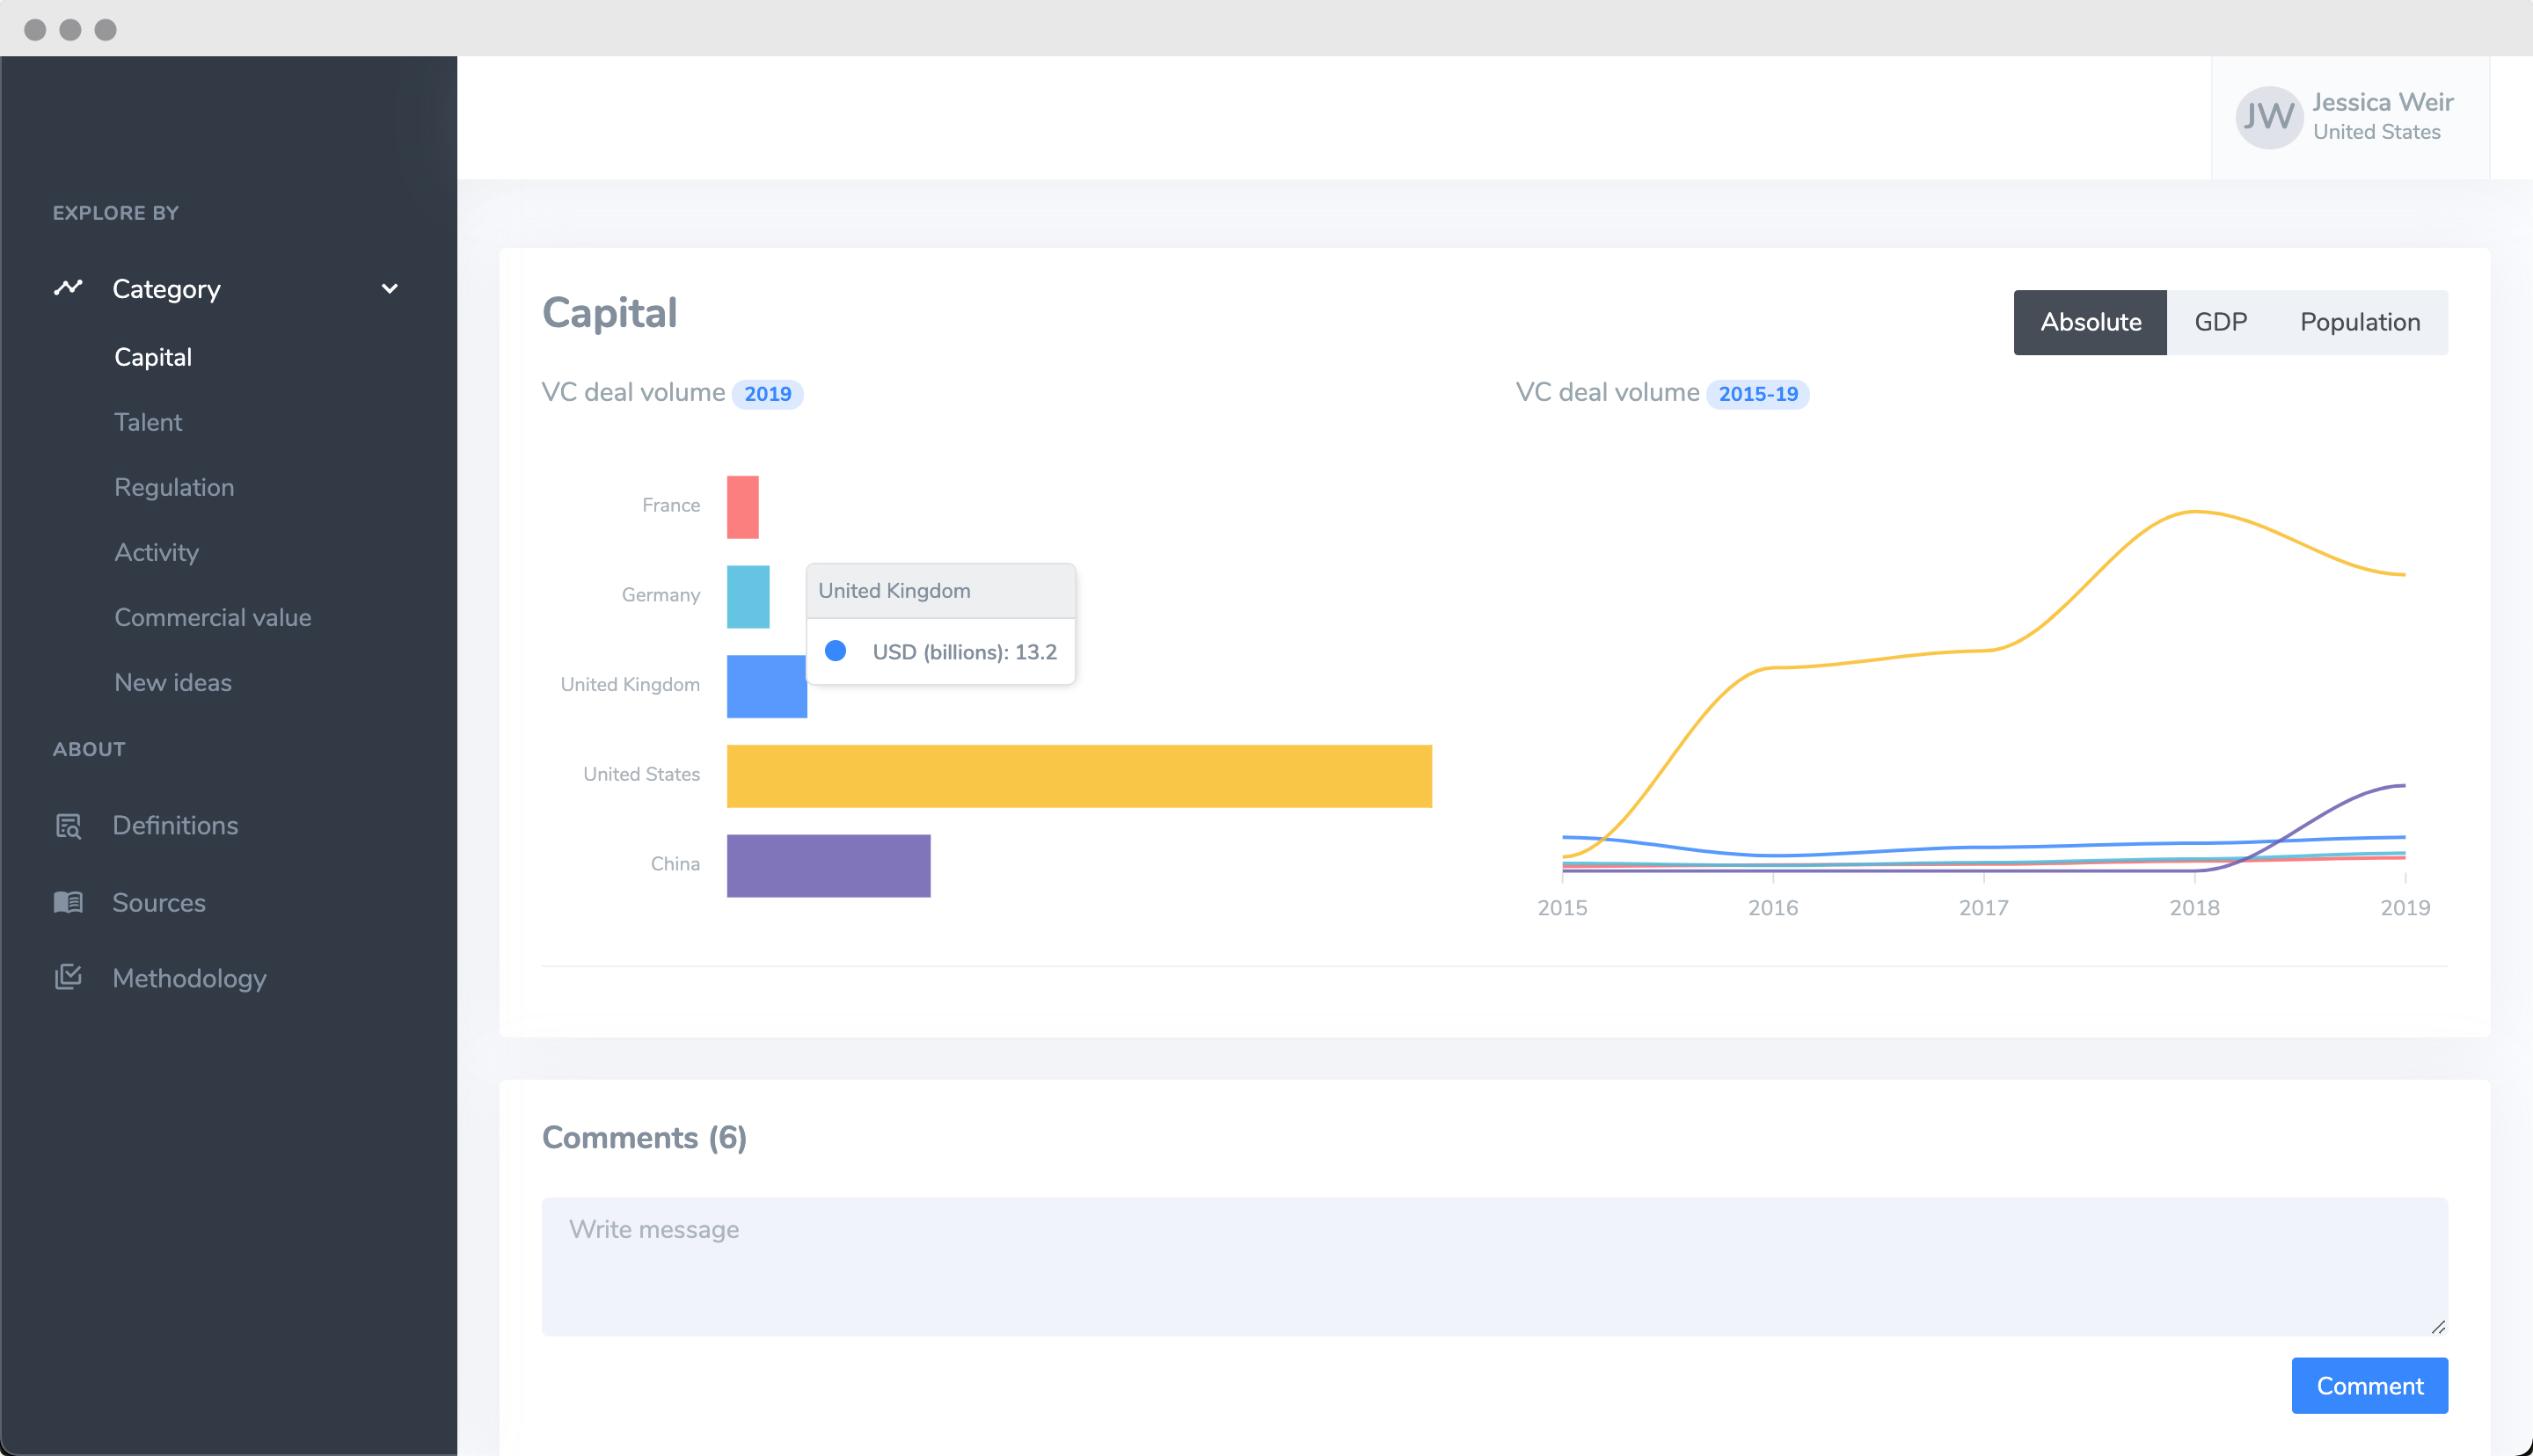 EXPLORE BY
Category
Capital
Talent
Regulation
Activity
Commercial value
New ideas
ABOUT
Definitions
Sources
Methodology
JW
Jessica Weir
United States
Capital
Absolute
GDP
Population
VC deal volume 2019
France
Germany
United Kingdom
United States
China
United Kingdom
USD (billions): 13.2
VC deal volume 2015-19
2015
2016
2017
2018
2019
Comments (6)
Write message
Comment